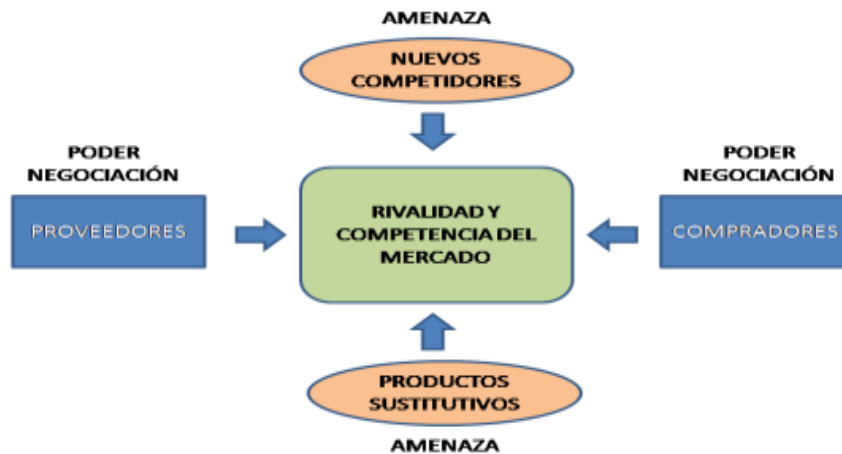 AMENAZA
NUEVOS
COMPETIDORES
PODER
NEGOCIACIÓN
PROVEEDORES
RIVALIDAD Y
COMPETENCIA DEL
MERCADO
PODER
NEGOCIACIÓN
COMPRADORES
PRODUCTOS
SUSTITUTIVOS
AMENAZA